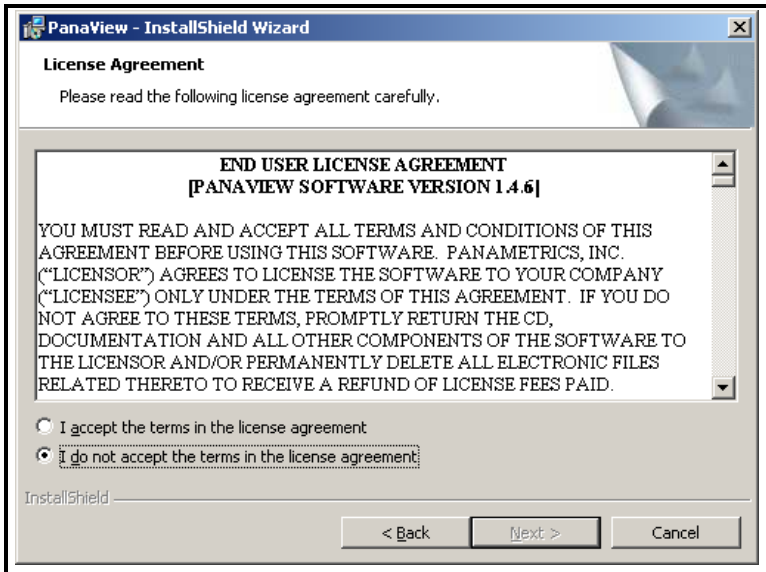 PanaView - InstallShield Wizard
License Agreement
Please read the following license agreement carefully.
END USER LICENSE AGREEMENT
[PANAVIEW SOFTWARE VERSION 1.4.6]
YOU MUST READ AND ACCEPT ALL TERMS AND CONDITIONS OF THIS
AGREEMENT BEFORE USING THIS SOFTWARE.  PANAMETRICS, INC.
(“LICENSOR”) AGREES TO LICENSE THE SOFTWARE TO YOUR COMPANY
(“LICENSEE”) ONLY UNDER THE TERMS OF THIS AGREEMENT.  IF YOU DO
NOT AGREE TO THESE TERMS, PROMPTLY RETURN THE CD,
DOCUMENTATION AND ALL OTHER COMPONENTS OF THE SOFTWARE TO
THE LICENSOR AND/OR PERMANENTLY DELETE ALL ELECTRONIC FILES
RELATED THERETO TO RECEIVE A REFUND OF LICENSE FEES PAID.
I accept the terms in the license agreement
I do not accept the terms in the license agreement
InstallShield
< Back
Next >
Cancel